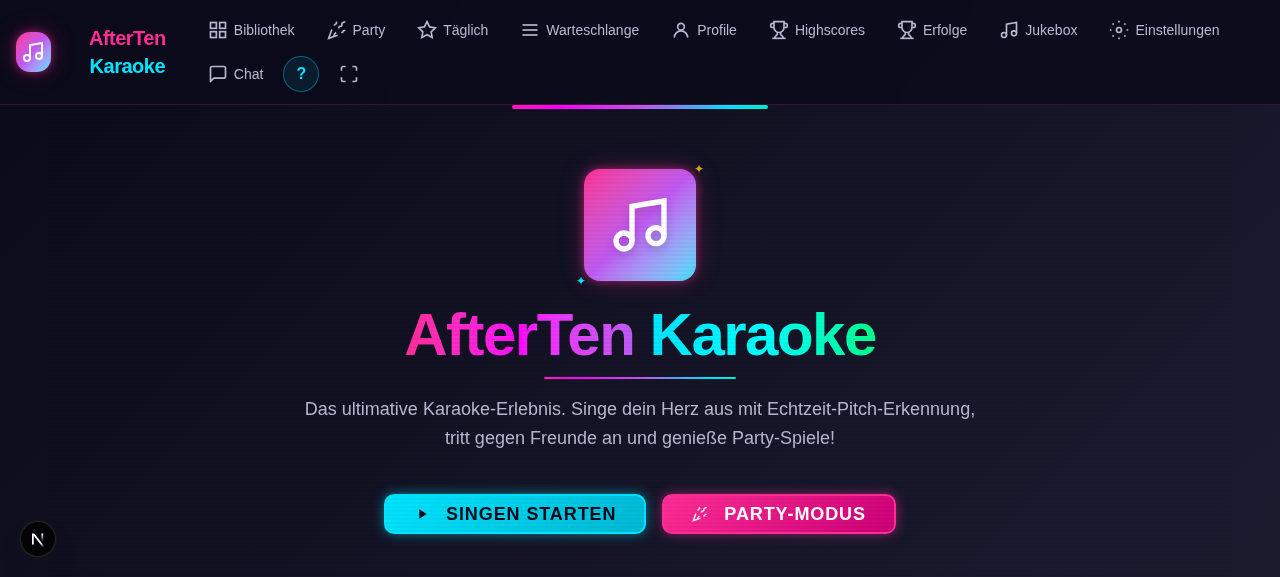 AfterTen
Karaoke
Bibliothek
Party
Täglich
Warteschlange
Profile
Highscores
Erfolge
Jukebox
Einstellungen
Chat
?
AfterTen Karaoke
Das ultimative Karaoke-Erlebnis. Singe dein Herz aus mit Echtzeit-Pitch-Erkennung,
tritt gegen Freunde an und genieße Party-Spiele!
SINGEN STARTEN
PARTY-MODUS
N